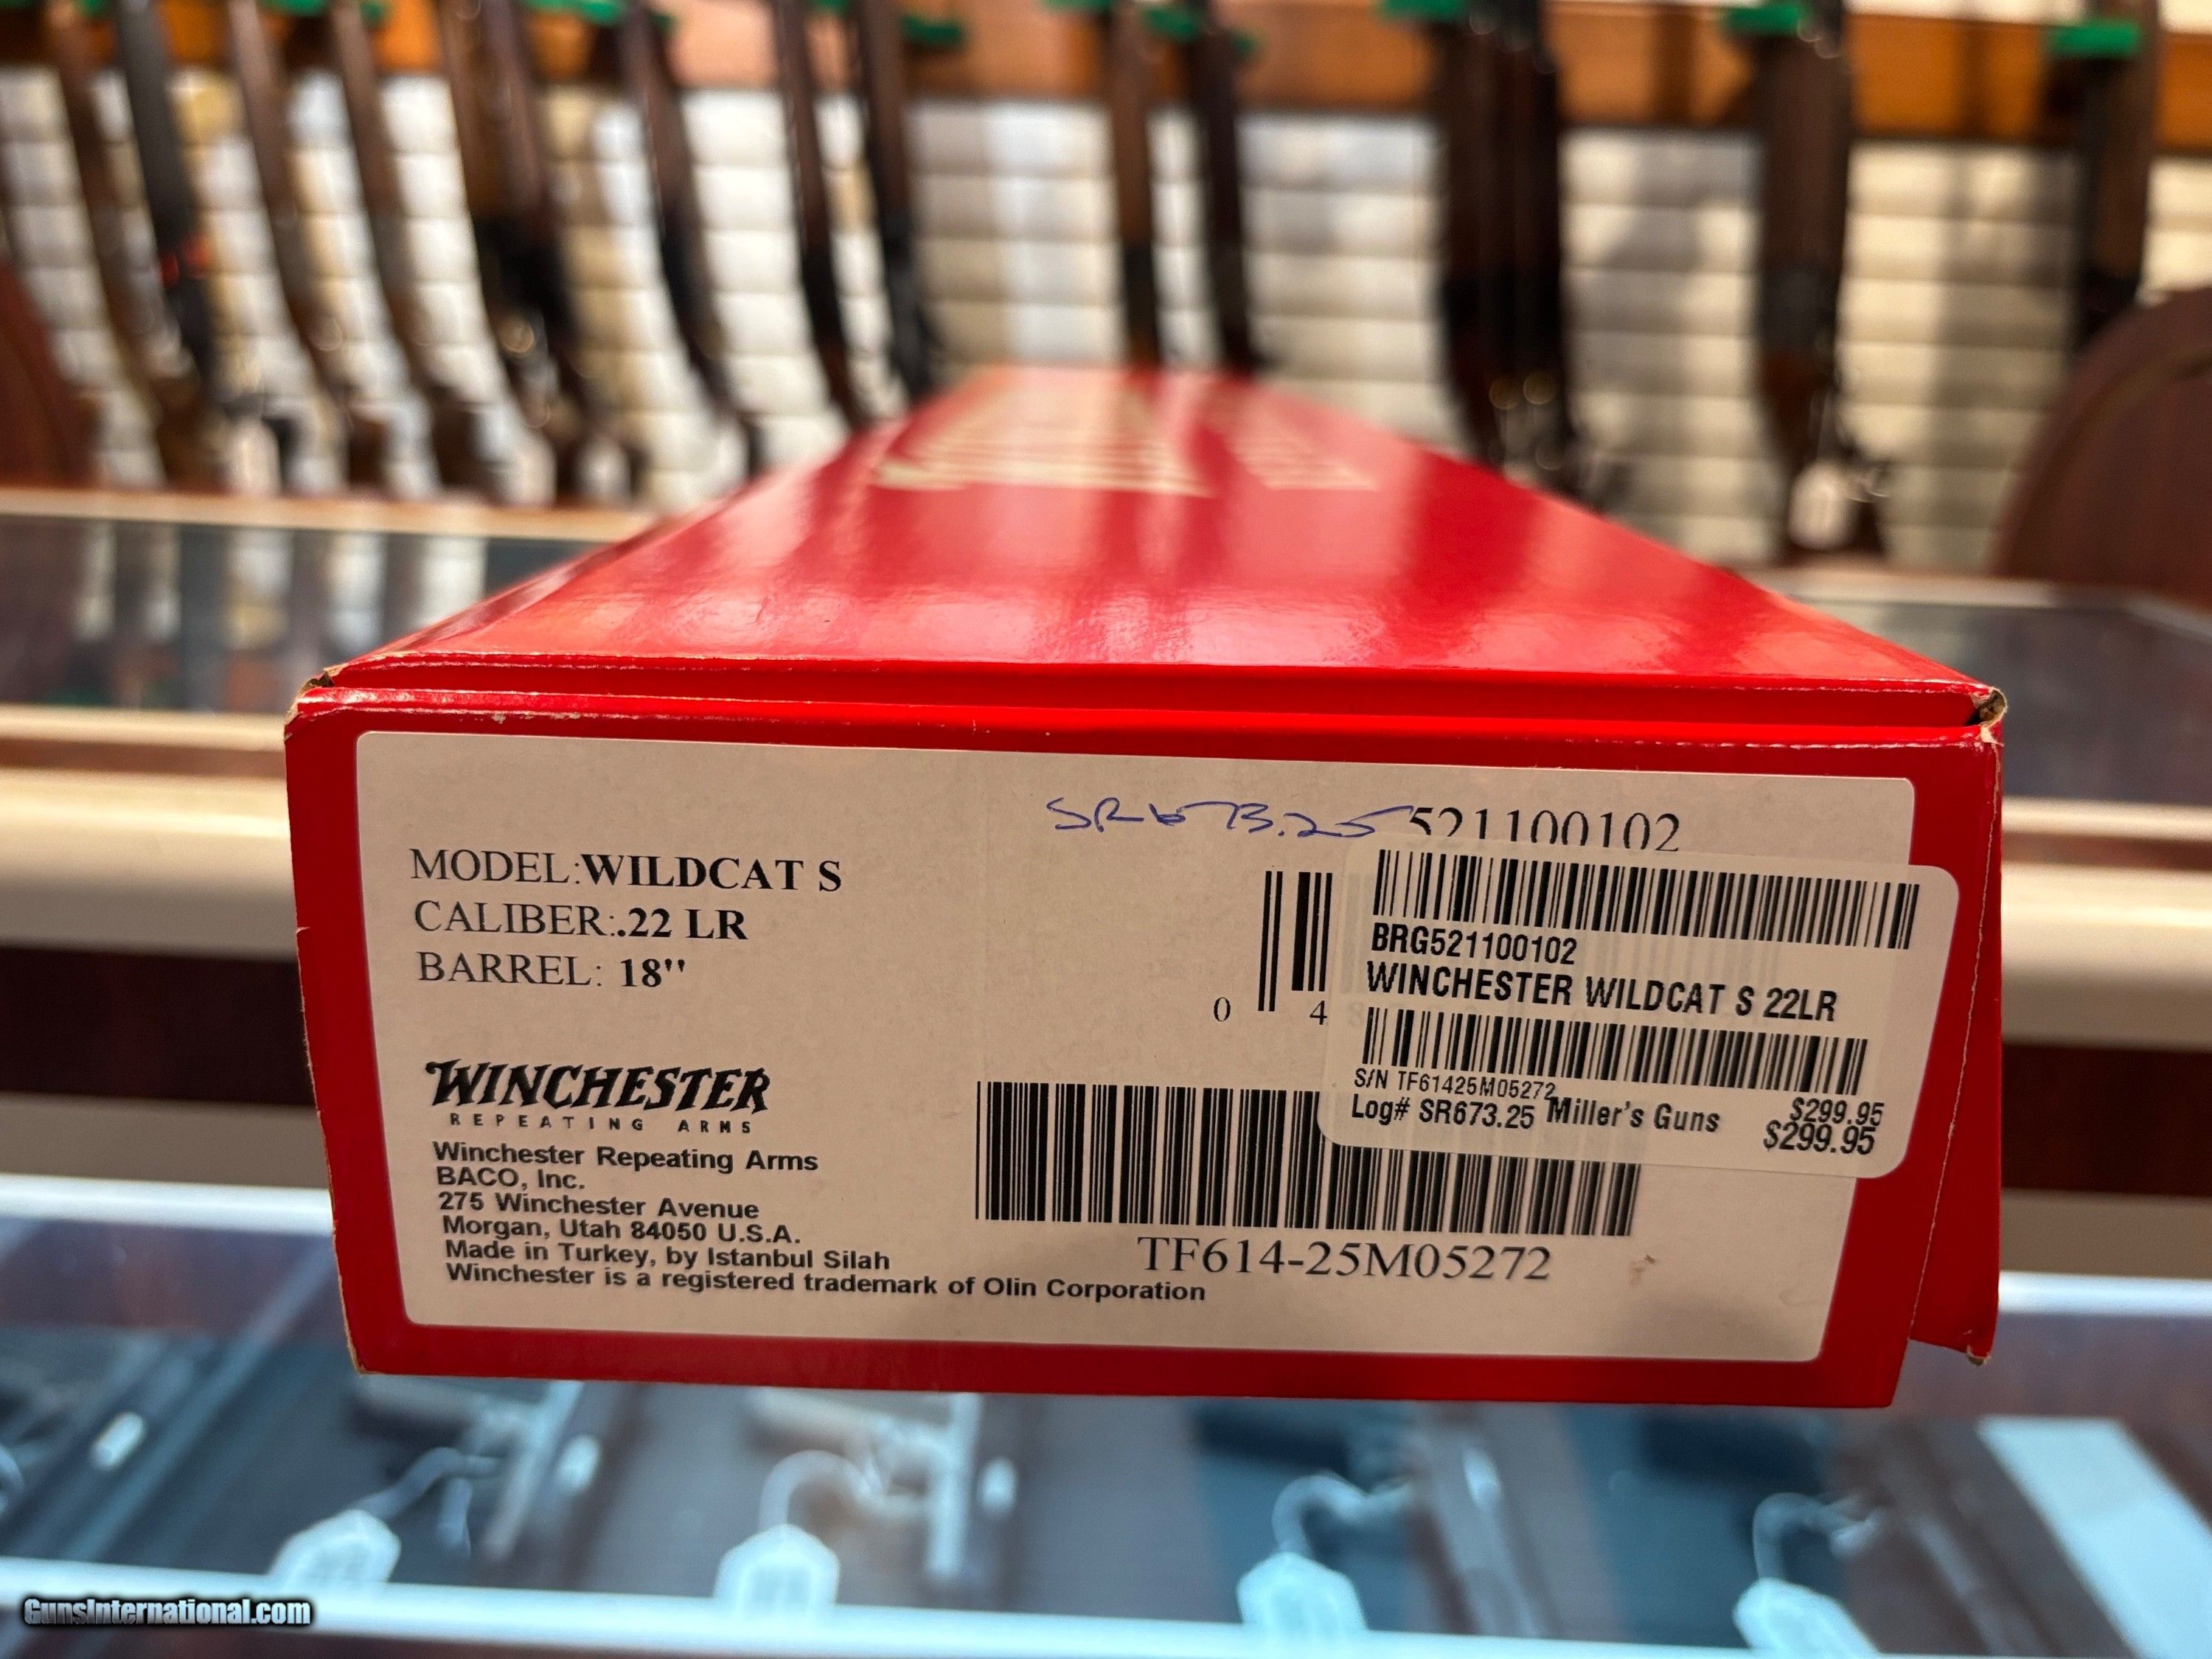 SR673.25 521100102
MODEL:WILDCAT S
CALIBER:.22 LR
BARREL: 18''
0 4
BRG521100102
WINCHESTER WILDCAT S 22LR
S/N TF61425M05272
$299.95
Log# SR673.25 Miller's Guns $299.95
WINCHESTER
REPEATING ARMS
Winchester Repeating Arms
BACO, Inc.
275 Winchester Avenue
Morgan, Utah 84050 U.S.A.
Made in Turkey, by Istanbul Silah
Winchester is a registered trademark of Olin Corporation
TF614-25M05272
GunsInternational.com